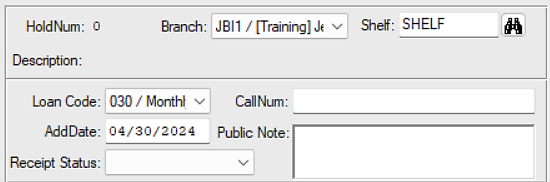 HoldNum: 0 Branch: JBI1 / [Training] Je Shelf: SHELF
Description:
Loan Code: 030 / Monthl CallNum:
AddDate: 04/30/2024 Public Note:
Receipt Status: